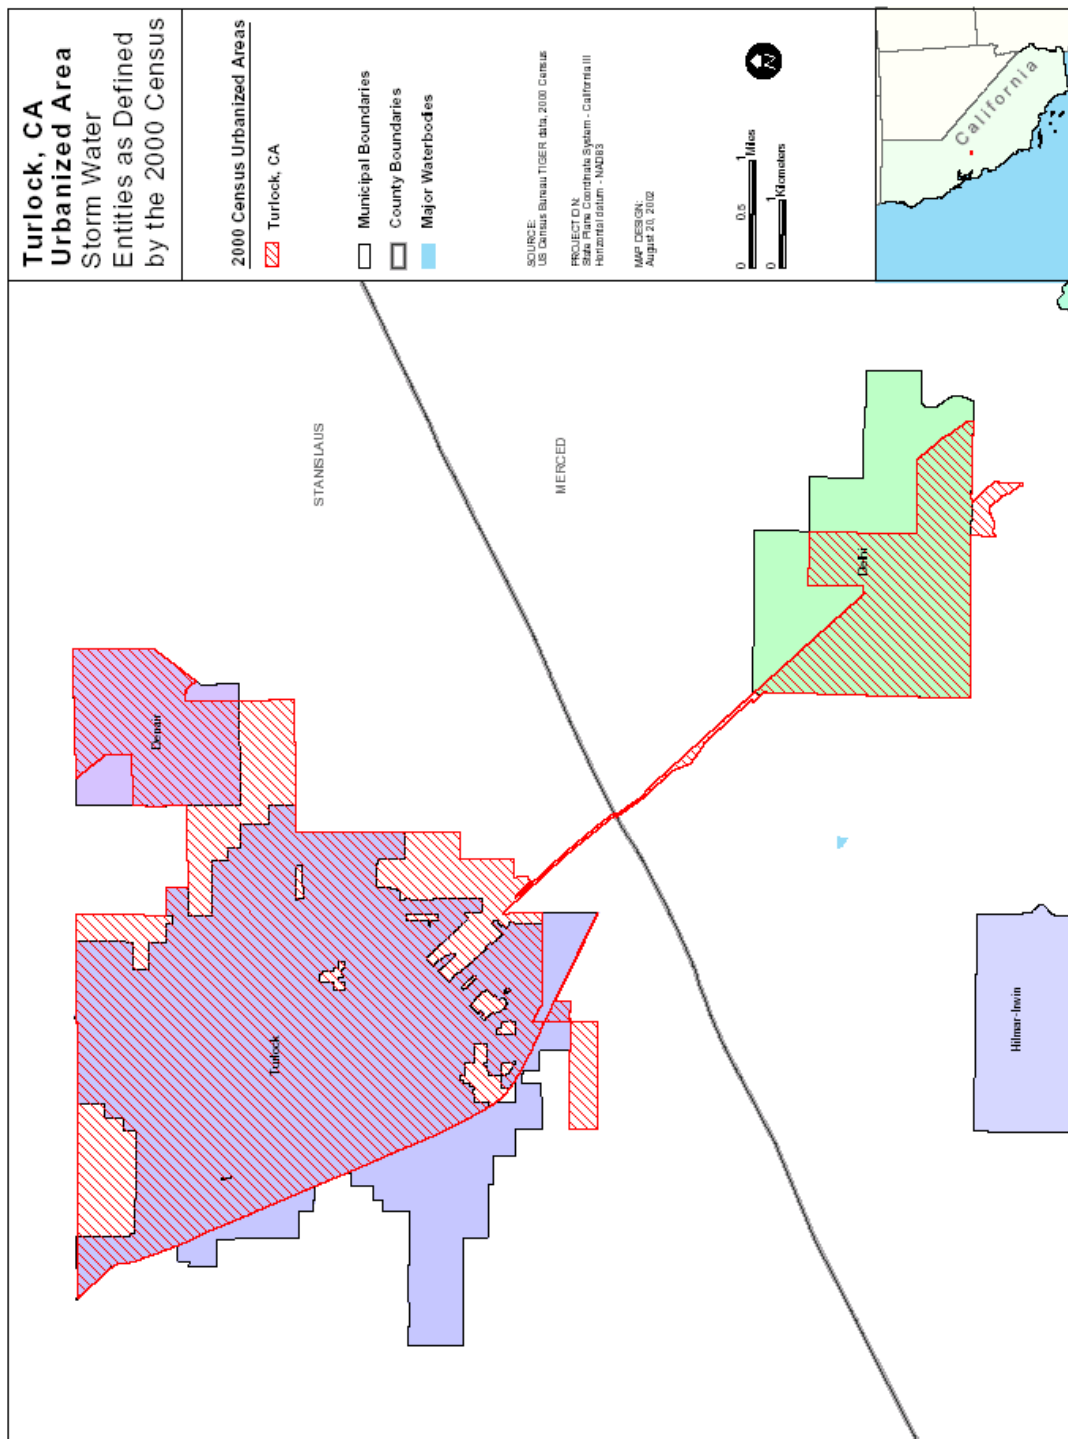 Turlock, CA
Urbanized Area
Storm Water
Entities as Defined
by the 2000 Census
2000 Census Urbanized Areas
Turlock, CA
Municipal Boundaries
County Boundaries
Major Waterbodies
SOURCE:
US Census Bureau TIGER data, 2000 Census
PROJECTION:
State Plane Coordinate System - California III
Horizontal datum - NAD83
MAP DESIGN:
August 20, 2002
0 0.5 1 Miles
0 1 Kilometers
N
California
STANISLAUS
MERCED
Denair
Delhi
Turlock
Hilmar-Irwin